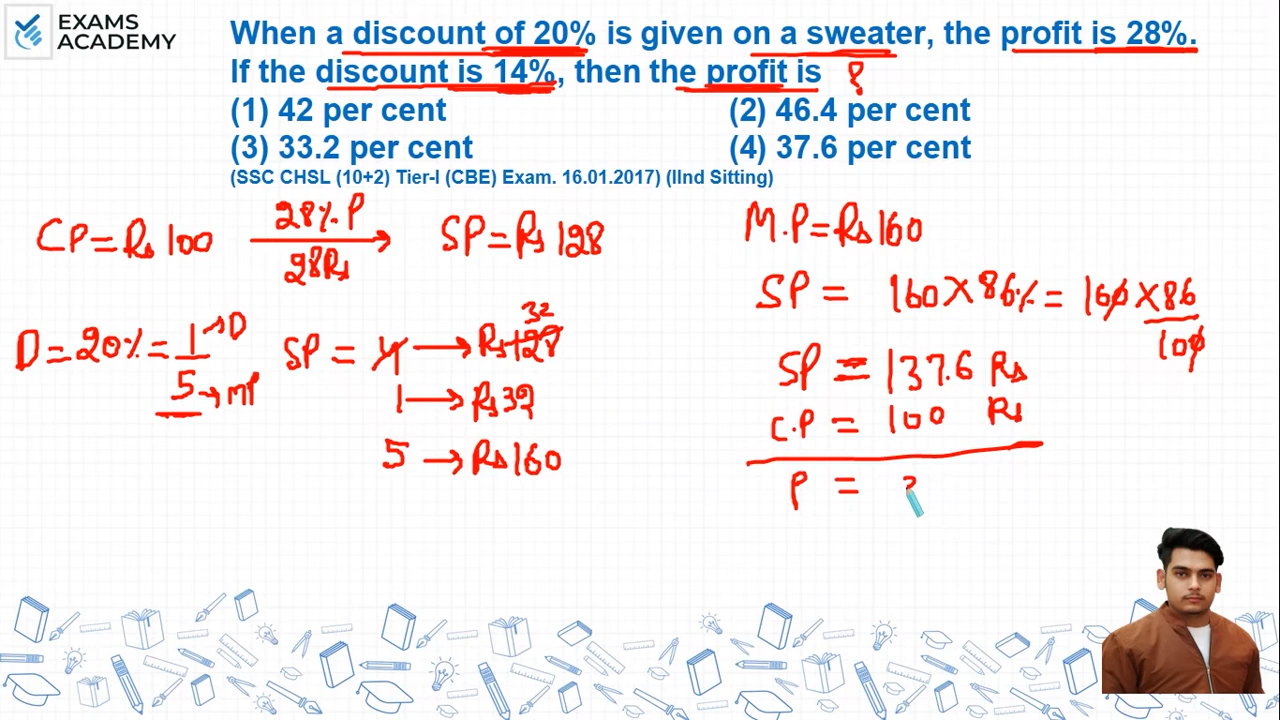 EXAMS
ACADEMY
When a discount of 20% is given on a sweater, the profit is 28%.
If the discount is 14%, then the profit is ?
(1) 42 per cent (2) 46.4 per cent
(3) 33.2 per cent (4) 37.6 per cent
(SSC CHSL (10+2) Tier-I (CBE) Exam. 16.01.2017) (IInd Sitting)
CP = Rs 100 28% P SP = Rs 128
28Rs
D = 20% = 1 → D
5 → MP
32
SP = 4 → Rs 128
1 → Rs 32
5 → Rs 160
M.P = Rs 160
SP = 160 × 86% = 160 × 86
100
SP = 137.6 Rs
C.P = 100 Rs
P =